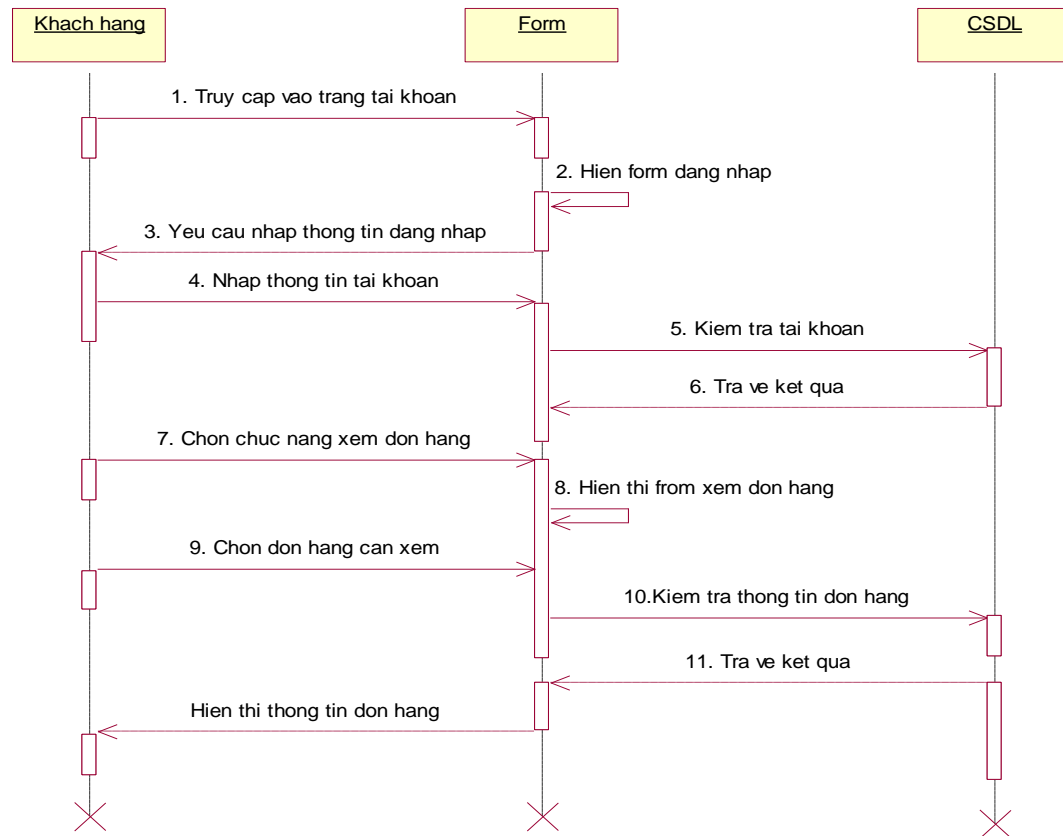 Khach hang
Form
CSDL
1. Truy cap vao trang tai khoan
2. Hien form dang nhap
3. Yeu cau nhap thong tin dang nhap
4. Nhap thong tin tai khoan
5. Kiem tra tai khoan
6. Tra ve ket qua
7. Chon chuc nang xem don hang
8. Hien thi from xem don hang
9. Chon don hang can xem
10.Kiem tra thong tin don hang
11. Tra ve ket qua
Hien thi thong tin don hang